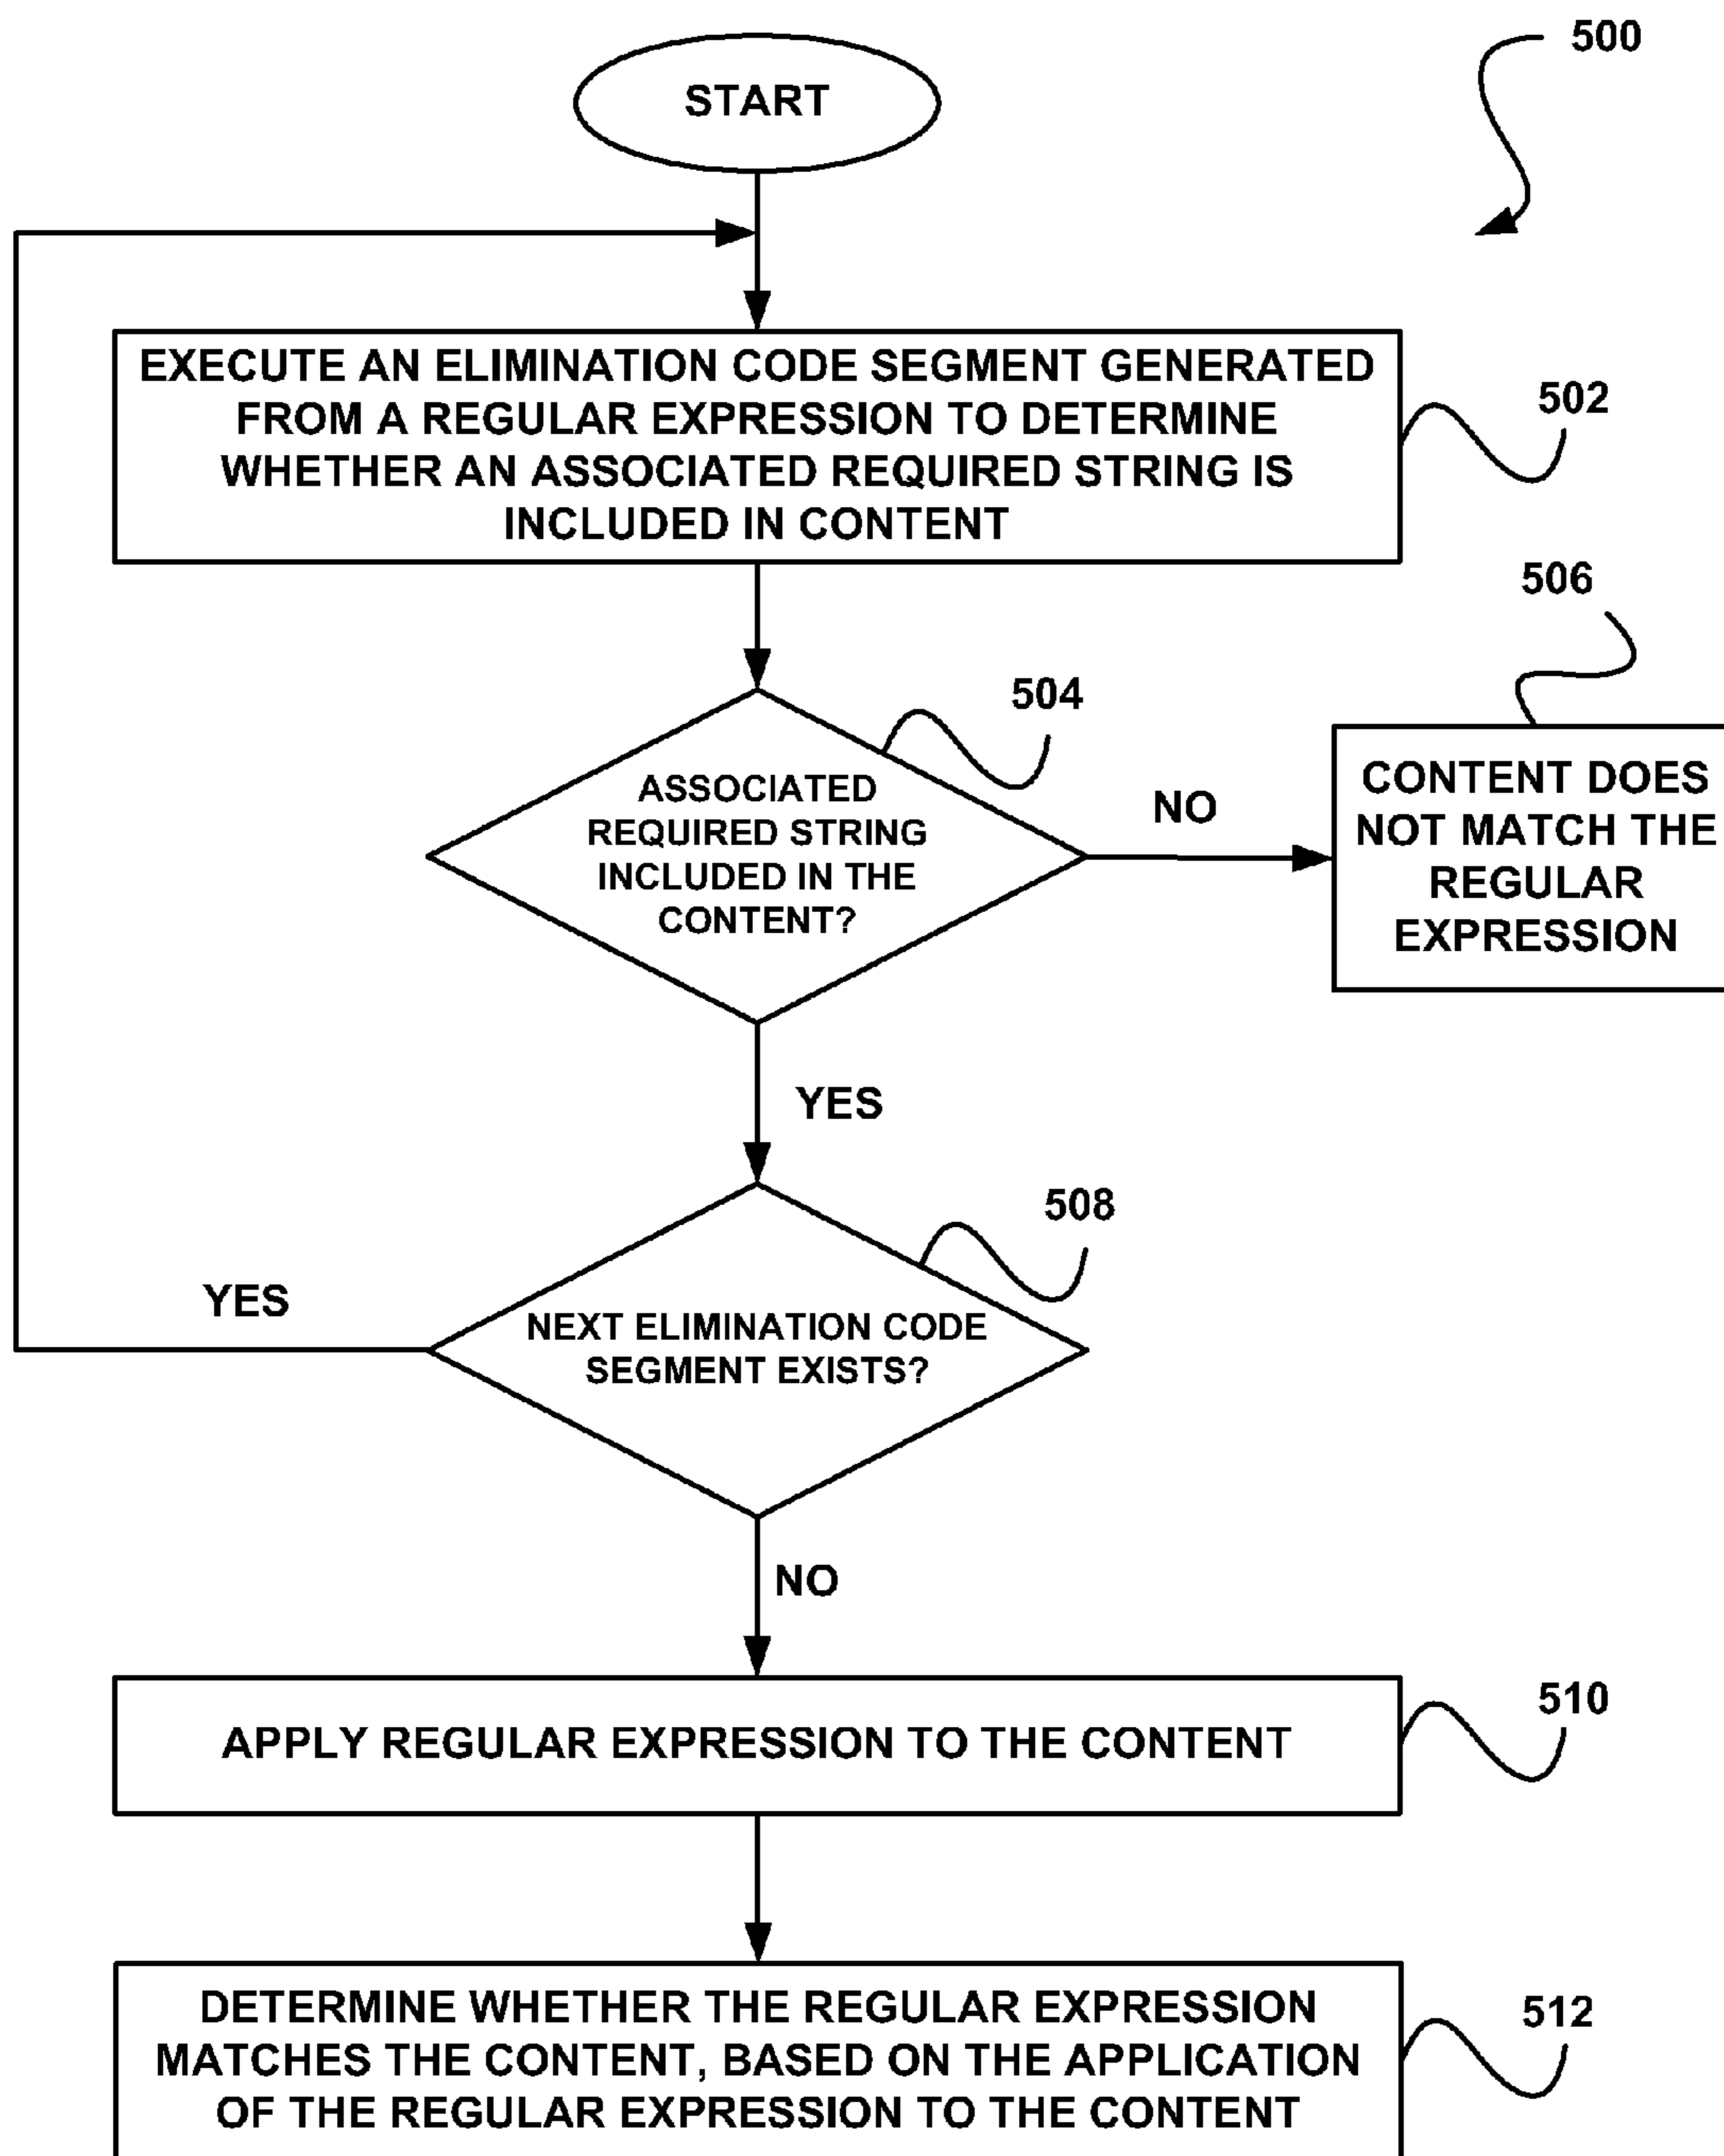 500
START
EXECUTE AN ELIMINATION CODE SEGMENT GENERATED
FROM A REGULAR EXPRESSION TO DETERMINE
WHETHER AN ASSOCIATED REQUIRED STRING IS
INCLUDED IN CONTENT
502
506
504
ASSOCIATED
REQUIRED STRING
INCLUDED IN THE
CONTENT?
NO
CONTENT DOES
NOT MATCH THE
REGULAR
EXPRESSION
YES
508
YES
NEXT ELIMINATION CODE
SEGMENT EXISTS?
NO
APPLY REGULAR EXPRESSION TO THE CONTENT
510
DETERMINE WHETHER THE REGULAR EXPRESSION
MATCHES THE CONTENT, BASED ON THE APPLICATION
OF THE REGULAR EXPRESSION TO THE CONTENT
512